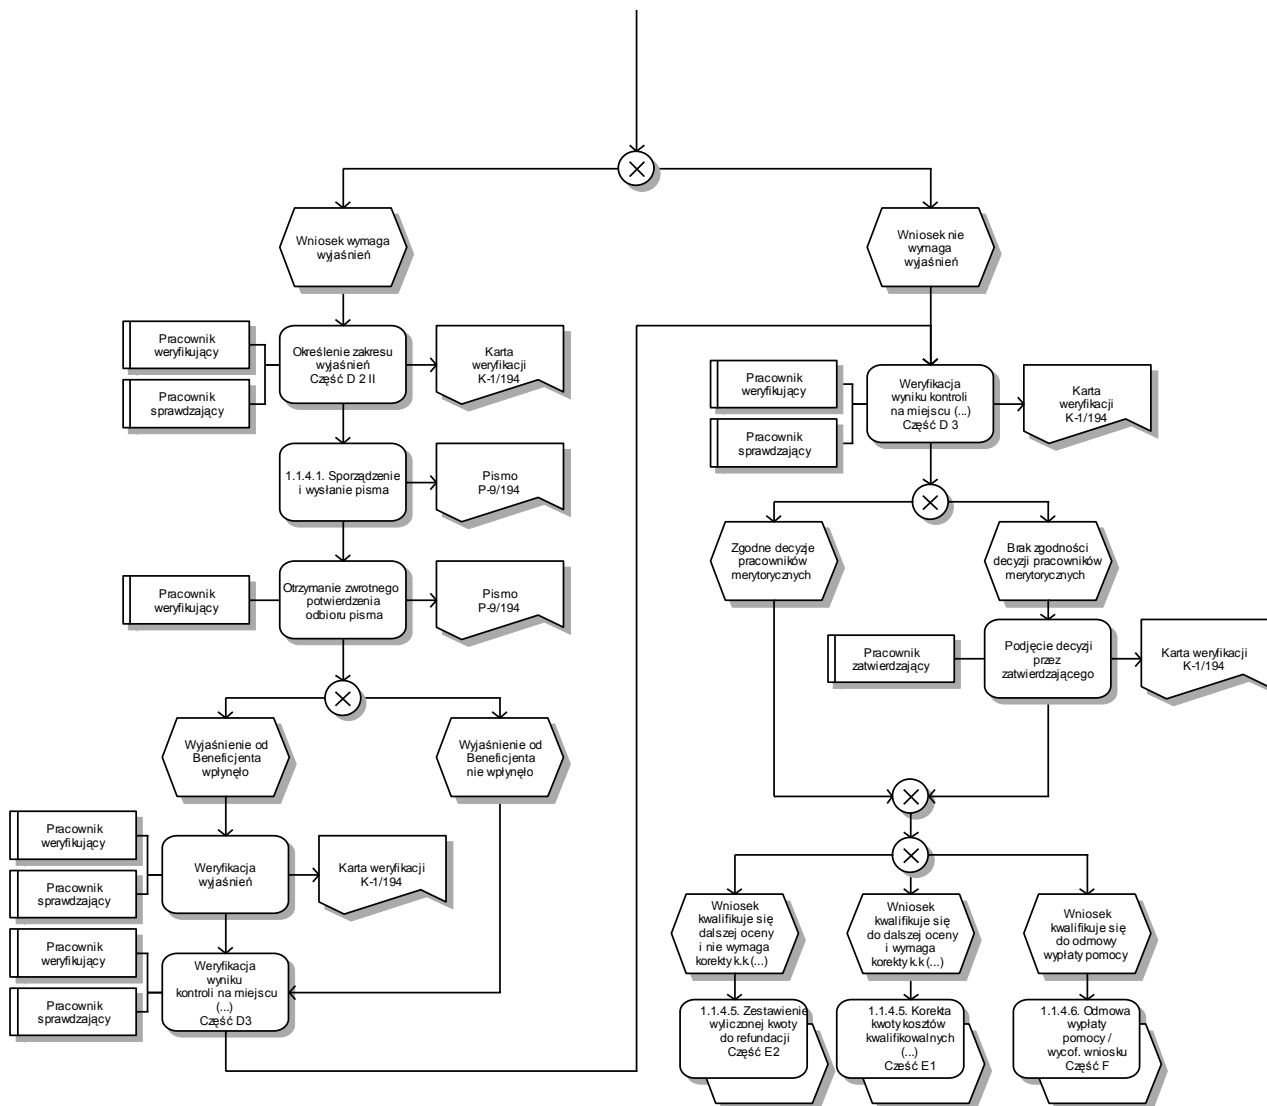 Wniosek wymaga
wyjaśnień
Wniosek nie
wymaga
wyjaśnień
Pracownik
weryfikujący
Pracownik
sprawdzający
Określenie zakresu
wyjaśnień
Część D 2 II
Karta
weryfikacji
K-1/194
Pracownik
weryfikujący
Pracownik
sprawdzający
Weryfikacja
wyniku kontroli
na miejscu (...)
Część D 3
Karta
weryfikacji
K-1/194
1.1.4.1. Sporządzenie
i wysłanie pisma
Pismo
P-9/194
Zgodne decyzje
pracowników
merytorycznych
Brak zgodności
decyzji pracowników
merytorycznych
Pracownik
weryfikujący
Otrzymanie zwrotnego
potwierdzenia
odbioru pisma
Pismo
P-9/194
Pracownik
zatwierdzający
Podjęcie decyzji
przez
zatwierdzającego
Karta weryfikacji
K-1/194
Wyjaśnienie od
Beneficjenta
wpłynęło
Wyjaśnienie od
Beneficjenta
nie wpłynęło
Pracownik
weryfikujący
Pracownik
sprawdzający
Weryfikacja
wyjaśnień
Karta weryfikacji
K-1/194
Pracownik
weryfikujący
Pracownik
sprawdzający
Weryfikacja
wyniku
kontroli na miejscu
(...)
Część D3
Wniosek
kwalifikuje się
dalszej oceny
i nie wymaga
korekty k.k.(...)
Wniosek
kwalifikuje się
do dalszej oceny
i wymaga
korekty k.k.(...)
Wniosek
kwalifikuje się
do odmowy
wypłaty pomocy
1.1.4.5. Zestawienie
wyliczonej kwoty
do refundacji
Część E2
1.1.4.5. Korekta
kwoty kosztów
kwalifikowalnych
(...)
Cześć E1
1.1.4.6. Odmowa
wypłaty
pomocy /
wycof. wniosku
Część F